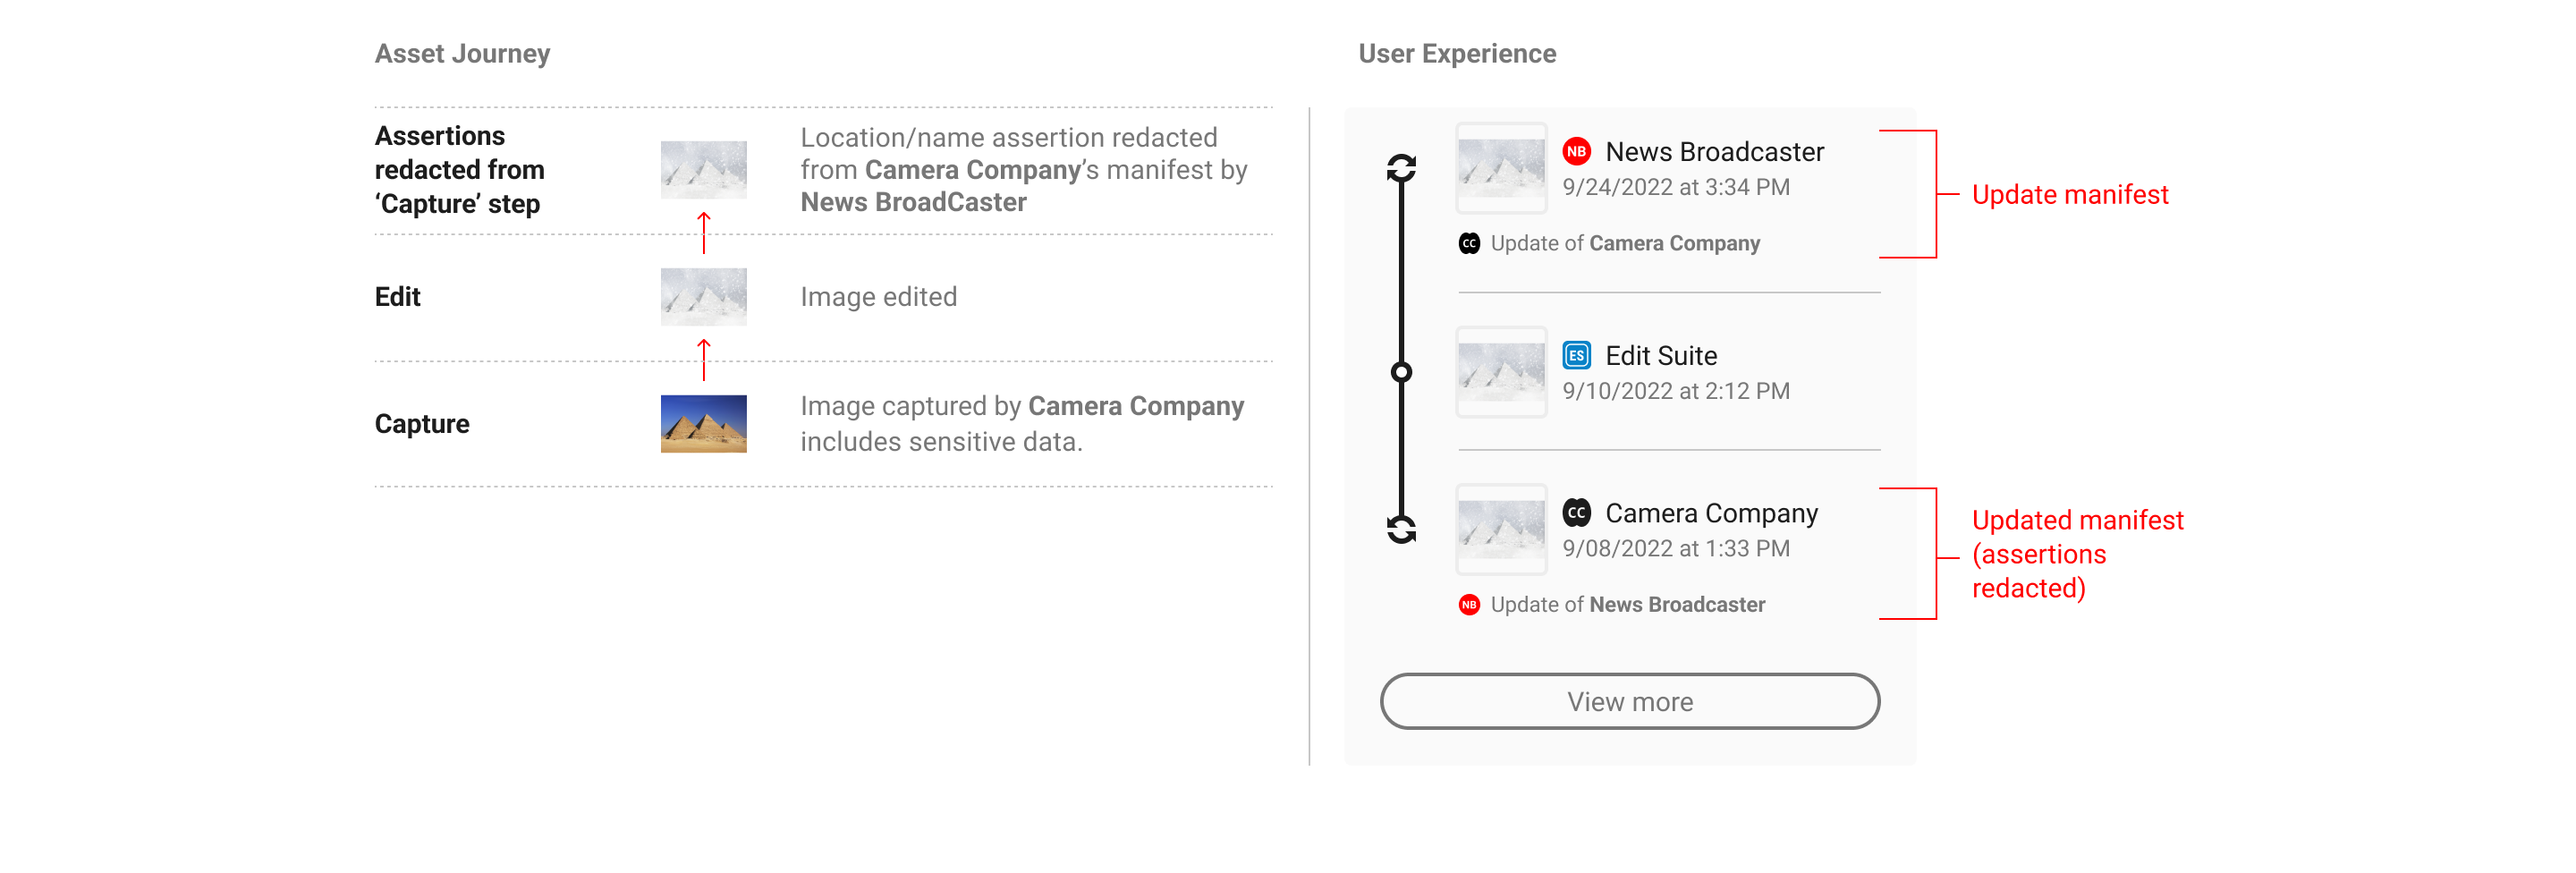 Asset Journey
Assertions
redacted from
‘Capture’ step
Location/name assertion redacted
from Camera Company’s manifest by
News BroadCaster
Edit
Image edited
Capture
Image captured by Camera Company
includes sensitive data.
User Experience
NB News Broadcaster
9/24/2022 at 3:34 PM
CC Update of Camera Company
Update manifest
ES Edit Suite
9/10/2022 at 2:12 PM
CC Camera Company
9/08/2022 at 1:33 PM
NB Update of News Broadcaster
Updated manifest
(assertions
redacted)
View more